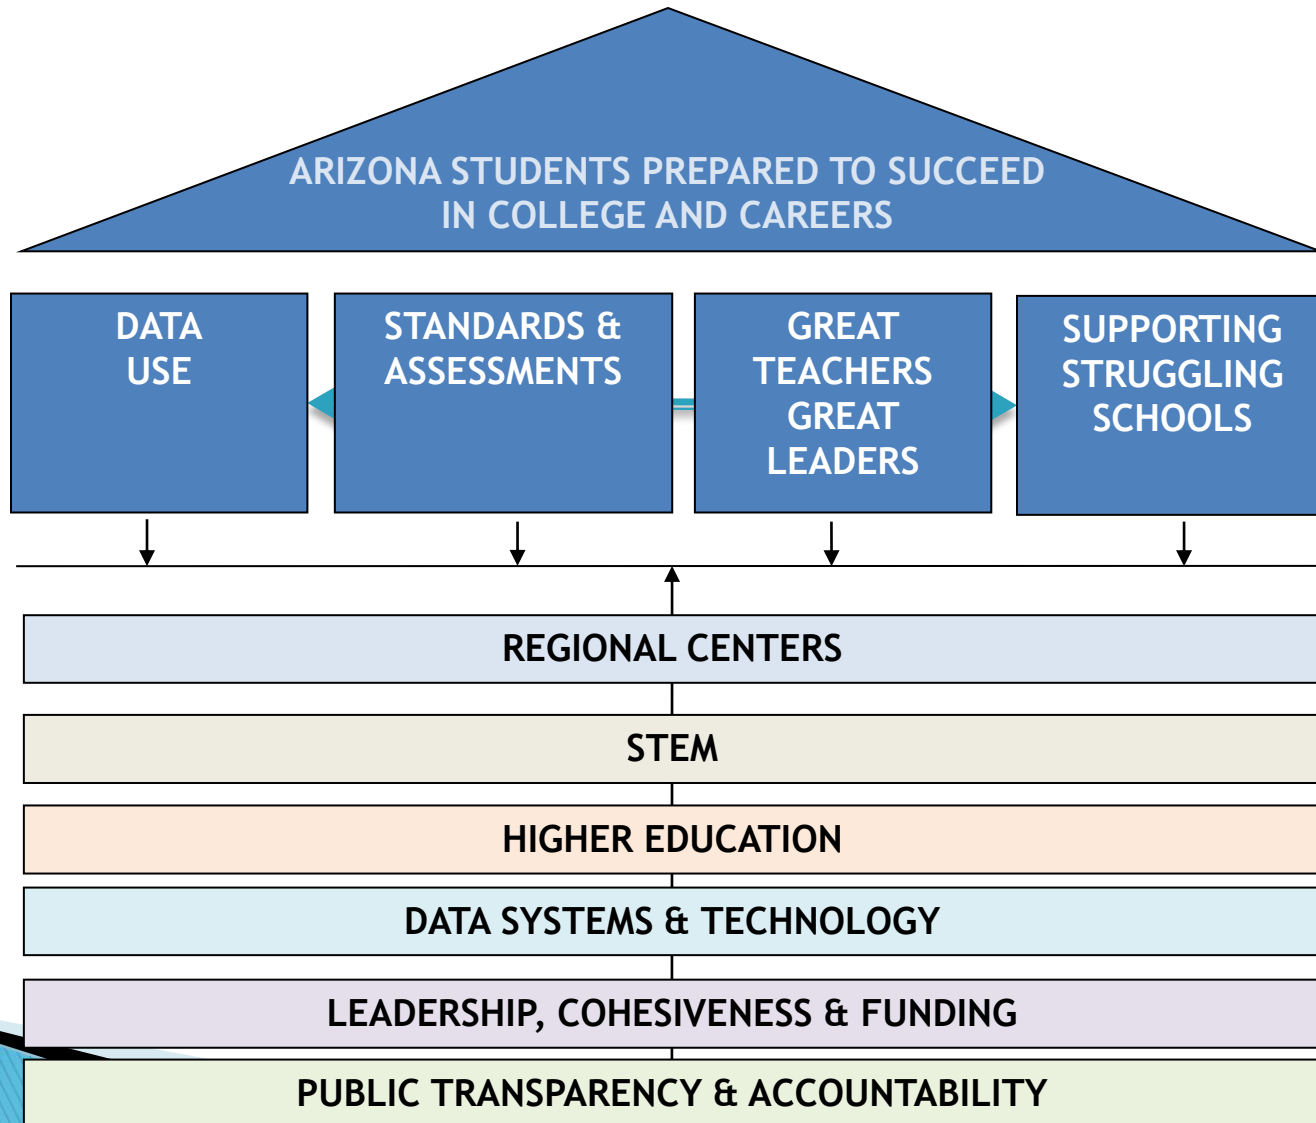 ARIZONA STUDENTS PREPARED TO SUCCEED
IN COLLEGE AND CAREERS
DATA
USE
STANDARDS &
ASSESSMENTS
GREAT
TEACHERS
GREAT
LEADERS
SUPPORTING
STRUGGLING
SCHOOLS
REGIONAL CENTERS
STEM
HIGHER EDUCATION
DATA SYSTEMS & TECHNOLOGY
LEADERSHIP, COHESIVENESS & FUNDING
PUBLIC TRANSPARENCY & ACCOUNTABILITY